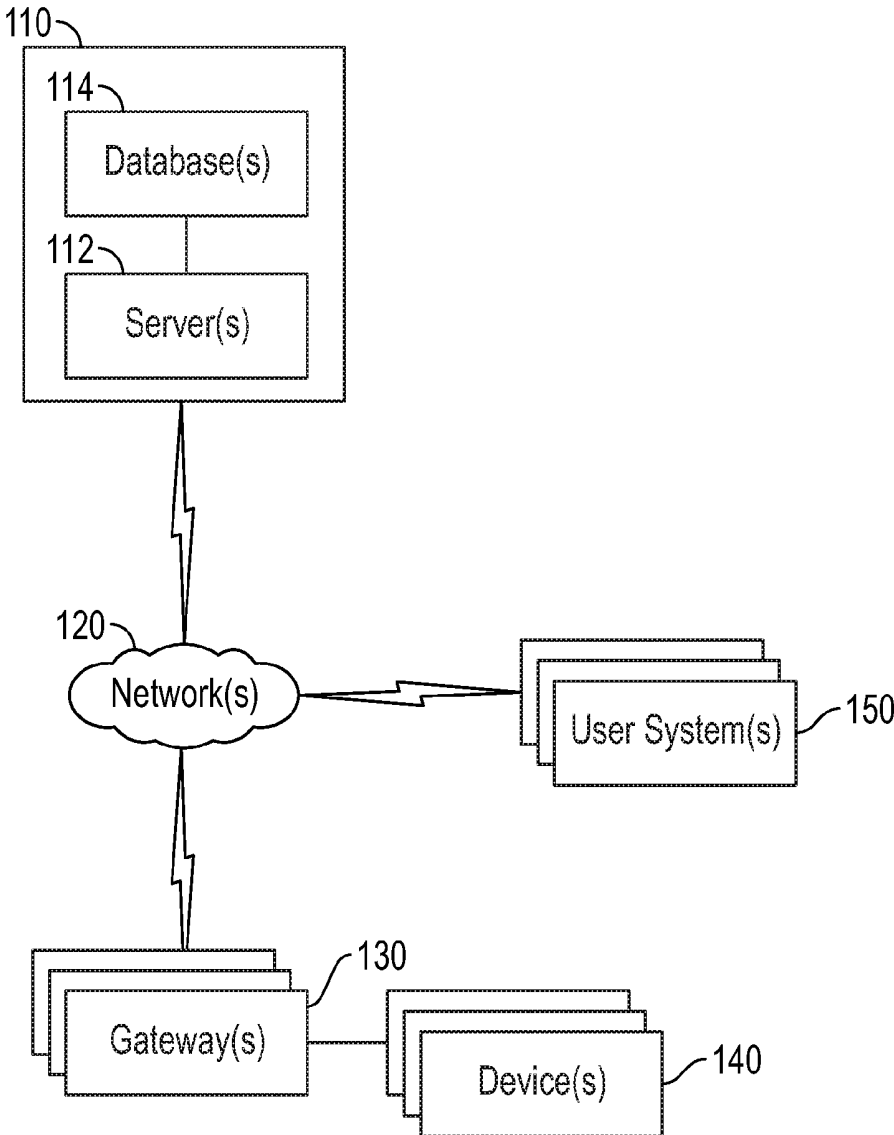 110
114
Database(s)
112
Server(s)
120
Network(s)
User System(s)
150
130
Gateway(s)
Device(s)
140